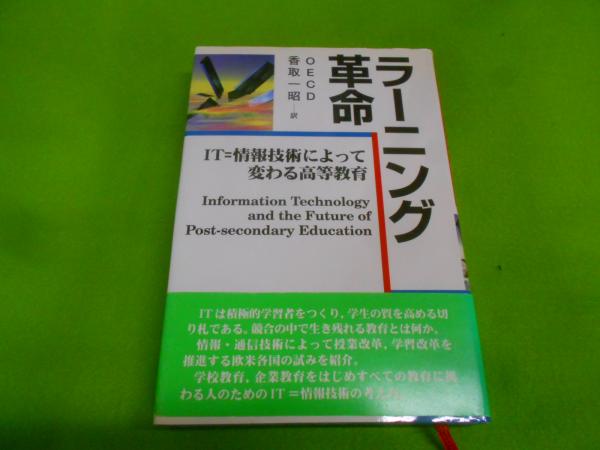 ラーニング
革命
OECD
香取一昭─訳
IT=情報技術によって
変わる高等教育
Information Technology
and the Future of
Post-secondary Education
ITは積極的学習者をつくり，学生の質を高める切
り札である。競合の中で生き残れる教育とは何か。
情報・通信技術によって授業改革，学習改革を
推進する欧米各国の試みを紹介。
学校教育，企業教育をはじめすべての教育に携
わる人のためのIT＝情報技術の考え方